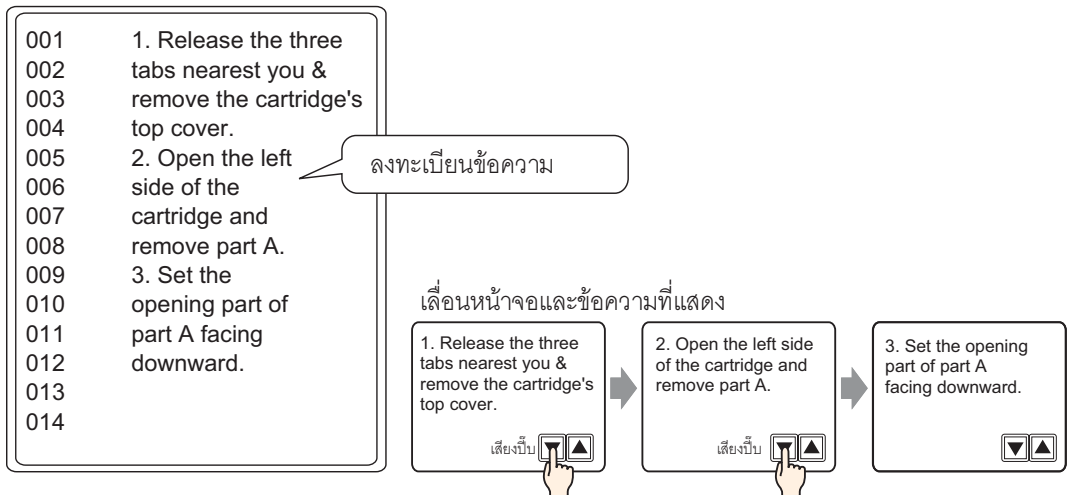 001 1. Release the three
002 tabs nearest you &
003 remove the cartridge's
004 top cover.
005 2. Open the left
006 side of the
007 cartridge and
008 remove part A.
009 3. Set the
010 opening part of
011 part A facing
012 downward.
013
014
ลงทะเบียนข้อความ
เลื่อนหน้าจอและข้อความที่แสดง
1. Release the three
tabs nearest you &
remove the cartridge's
top cover.
เสียงปี๊บ
2. Open the left side
of the cartridge and
remove part A.
เสียงปี๊บ
3. Set the opening
part of part A
facing downward.